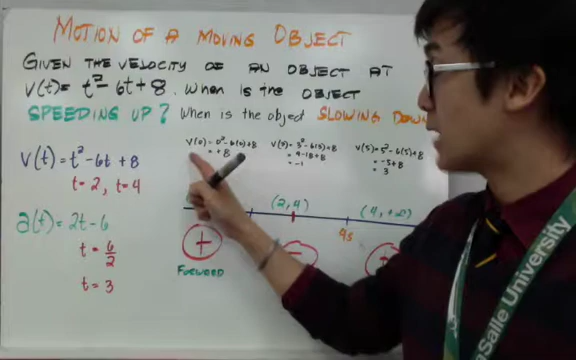 MOTION OF A MOVING OBJECT
GIVEN THE VELOCITY OF AN OBJECT AT
V(t) = t² - 6t + 8. When is the OBJECT
SPEEDING UP? When is the object SLOWING DOWN
V(0) = 0² - 6(0) + 8
= +8
V(3) = 3² - 6(3) + 8
= 9 - 18 + 8
= -1
V(5) = 5² - 6(5) + 8
= -5 + 8
= 3
V(t) = t² - 6t + 8
t = 2, t = 4
a(t) = 2t - 6
t = 6/2
t = 3
(2, 4)
(4, +∞)
4s
+
FORWARD
Salle University